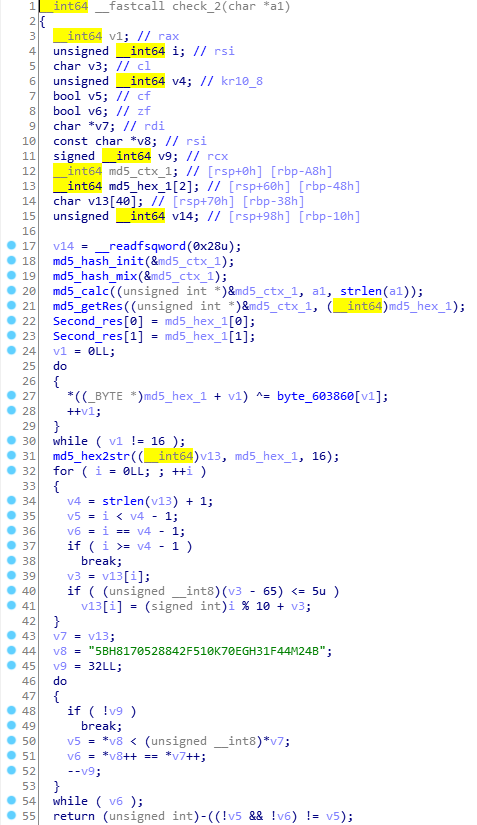 1 __int64 __fastcall check_2(char *a1)
2 {
3 __int64 v1; // rax
4 unsigned __int64 i; // rsi
5 char v3; // cl
6 unsigned __int64 v4; // kr10_8
7 bool v5; // cf
8 bool v6; // zf
9 char *v7; // rdi
10 const char *v8; // rsi
11 signed __int64 v9; // rcx
12 __int64 md5_ctx_1; // [rsp+0h] [rbp-A8h]
13 __int64 md5_hex_1[2]; // [rsp+60h] [rbp-48h]
14 char v13[40]; // [rsp+70h] [rbp-38h]
15 unsigned __int64 v14; // [rsp+98h] [rbp-10h]
16
17 v14 = __readfsqword(0x28u);
18 md5_hash_init(&md5_ctx_1);
19 md5_hash_mix(&md5_ctx_1);
20 md5_calc((unsigned int *)&md5_ctx_1, a1, strlen(a1));
21 md5_getRes((unsigned int *)&md5_ctx_1, (__int64)md5_hex_1);
22 Second_res[0] = md5_hex_1[0];
23 Second_res[1] = md5_hex_1[1];
24 v1 = 0LL;
25 do
26 {
27 *((_BYTE *)md5_hex_1 + v1) ^= byte_603860[v1];
28 ++v1;
29 }
30 while ( v1 != 16 );
31 md5_hex2str((__int64)v13, md5_hex_1, 16);
32 for ( i = 0LL; ; ++i )
33 {
34 v4 = strlen(v13) + 1;
35 v5 = i < v4 - 1;
36 v6 = i == v4 - 1;
37 if ( i >= v4 - 1 )
38 break;
39 v3 = v13[i];
40 if ( (unsigned __int8)(v3 - 65) <= 5u )
41 v13[i] = (signed int)i % 10 + v3;
42 }
43 v7 = v13;
44 v8 = "5BH8170528842F510K70EGH31F44M24B";
45 v9 = 32LL;
46 do
47 {
48 if ( !v9 )
49 break;
50 v5 = *v8 < (unsigned __int8)*v7;
51 v6 = *v8++ == *v7++;
52 --v9;
53 }
54 while ( v6 );
55 return (unsigned int)-((!v5 && !v6) != v5);